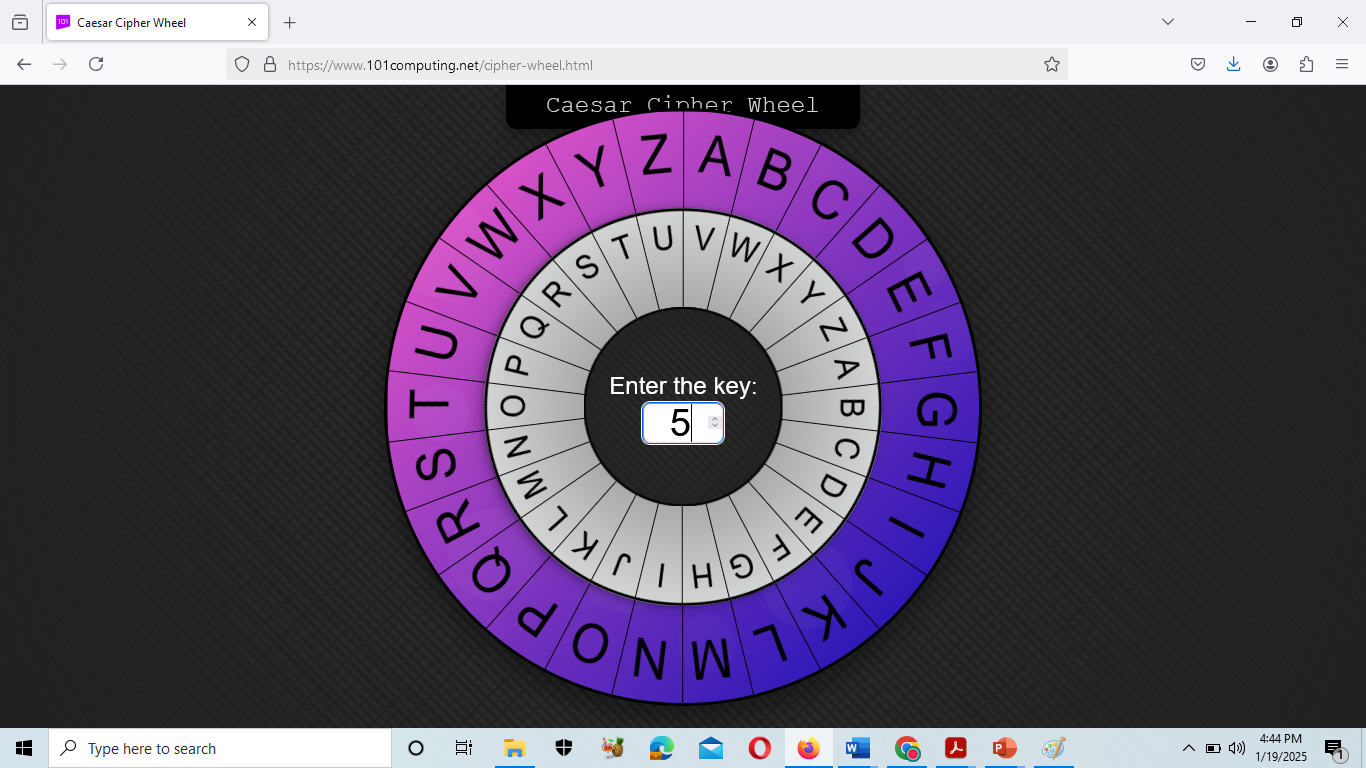 Caesar Cipher Wheel
https://www.101computing.net/cipher-wheel.html
Caesar Cipher Wheel
A B C D E F G H I J K L M N O P Q R S T U V W X Y Z
V W X Y Z A B C D E F G H I J K L M N O P Q R S T U
Enter the key:
5
Type here to search
4:44 PM
1/19/2025
1